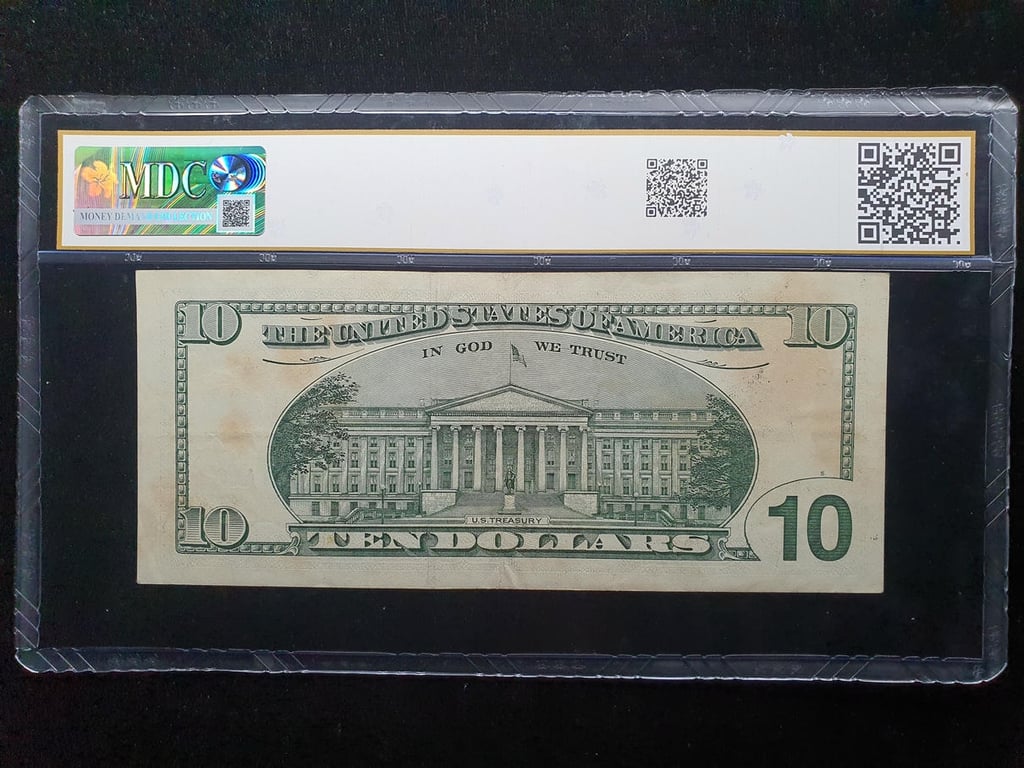 MDC
MONEY DEMAND COLLECTION
10 THE UNITED STATES OF AMERICA 10
IN GOD WE TRUST
U.S. TREASURY
10 TEN DOLLARS 10